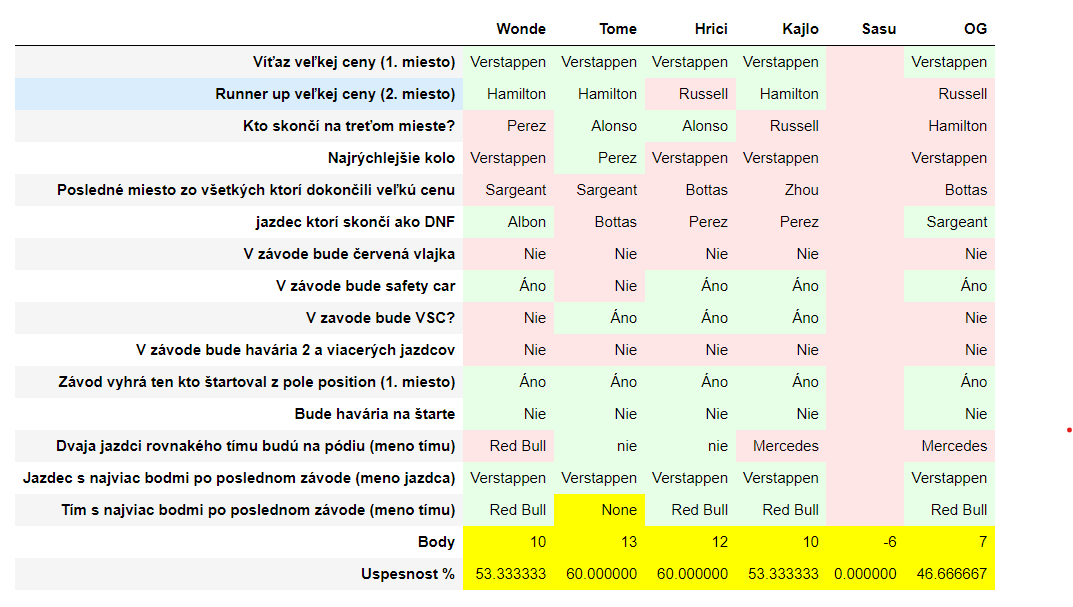 Wonde Tome Hrici Kajlo Sasu OG
Víťaz veľkej ceny (1. miesto) Verstappen Verstappen Verstappen Verstappen Verstappen
Runner up veľkej ceny (2. miesto) Hamilton Hamilton Russell Hamilton Russell
Kto skončí na treťom mieste? Perez Alonso Alonso Russell Hamilton
Najrýchlejšie kolo Verstappen Perez Verstappen Verstappen Verstappen
Posledné miesto zo všetkých ktorí dokončili veľkú cenu Sargeant Sargeant Bottas Zhou Bottas
jazdec ktorí skončí ako DNF Albon Bottas Perez Perez Sargeant
V závode bude červená vlajka Nie Nie Nie Nie Nie
V závode bude safety car Áno Nie Áno Áno Áno
V zavode bude VSC? Nie Áno Áno Áno Nie
V závode bude havária 2 a viacerých jazdcov Nie Nie Nie Nie Nie
Závod vyhrá ten kto štartoval z pole position (1. miesto) Áno Áno Áno Áno Áno
Bude havária na štarte Nie Nie Nie Nie Nie
Dvaja jazdci rovnakého tímu budú na pódiu (meno tímu) Red Bull nie nie Mercedes Mercedes
Jazdec s najviac bodmi po poslednom závode (meno jazdca) Verstappen Verstappen Verstappen Verstappen Verstappen
Tím s najviac bodmi po poslednom závode (meno tímu) Red Bull None Red Bull Red Bull Red Bull
Body 10 13 12 10 -6 7
Uspesnost % 53.333333 60.000000 60.000000 53.333333 0.000000 46.666667